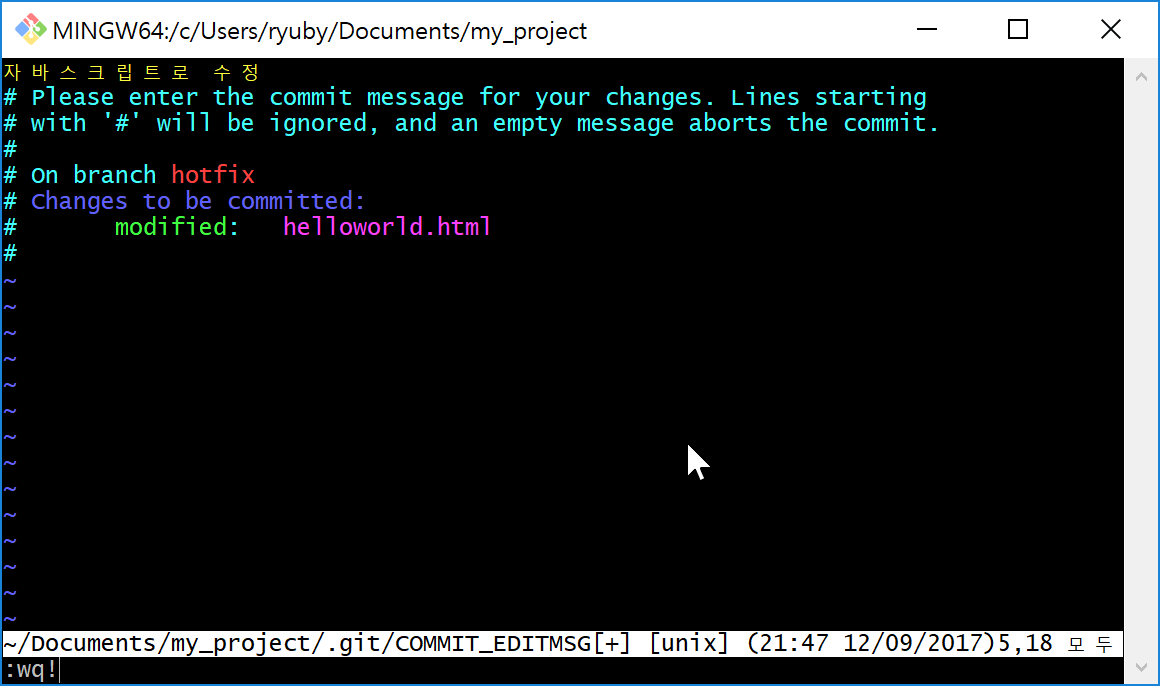 MINGW64:/c/Users/ryuby/Documents/my_project
자바스크립트로 수정
# Please enter the commit message for your changes. Lines starting
# with '#' will be ignored, and an empty message aborts the commit.
#
# On branch hotfix
# Changes to be committed:
#       modified:   helloworld.html
#
~
~
~
~
~
~
~
~
~
~
~
~
~
~
~/Documents/my_project/.git/COMMIT_EDITMSG[+] [unix] (21:47 12/09/2017)5,18 모두
:wq!